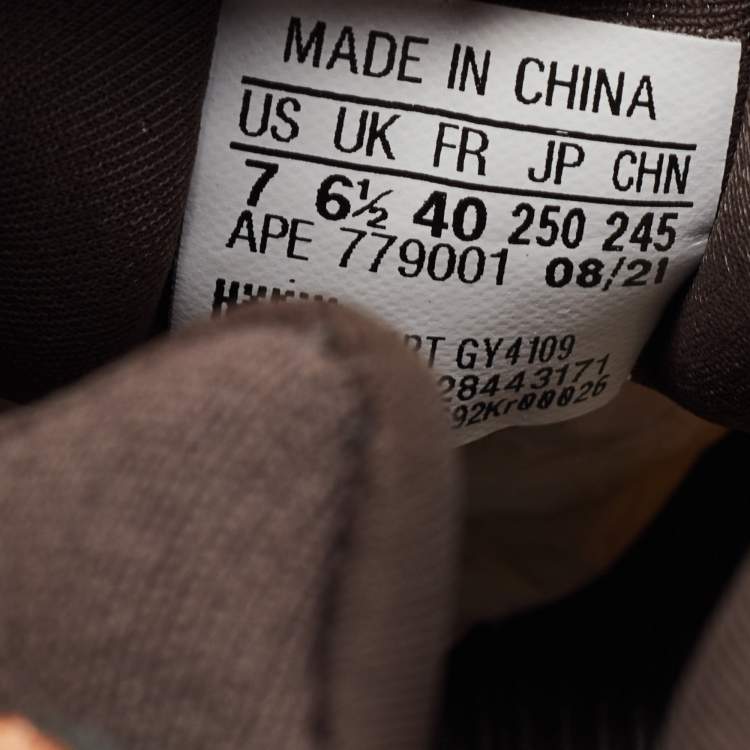 MADE IN CHINA
US UK FR JP CHN
7 6½ 40 250 245
APE 779001 08/21
GY4109
28443171
92Kr00026